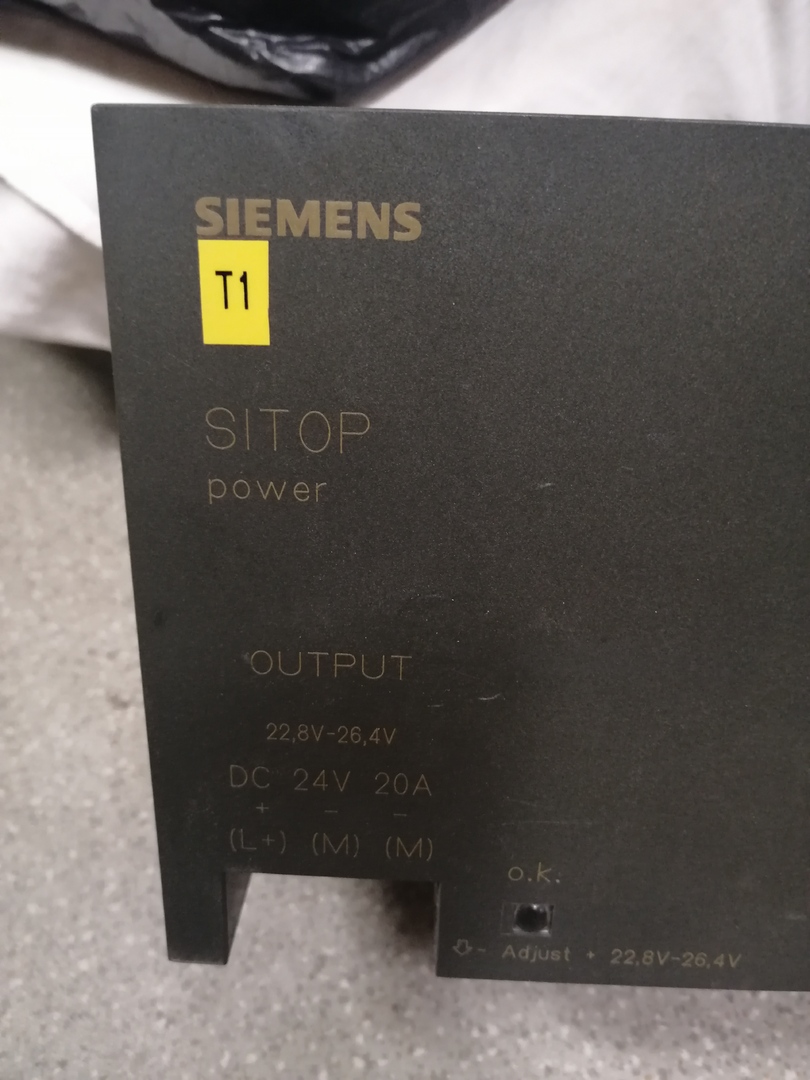 SIEMENS
T1
SITOP
power
OUTPUT
22,8V-26,4V
DC 24V 20A
+ - -
(L+) (M) (M)
o.k.
- Adjust + 22,8V-26,4V